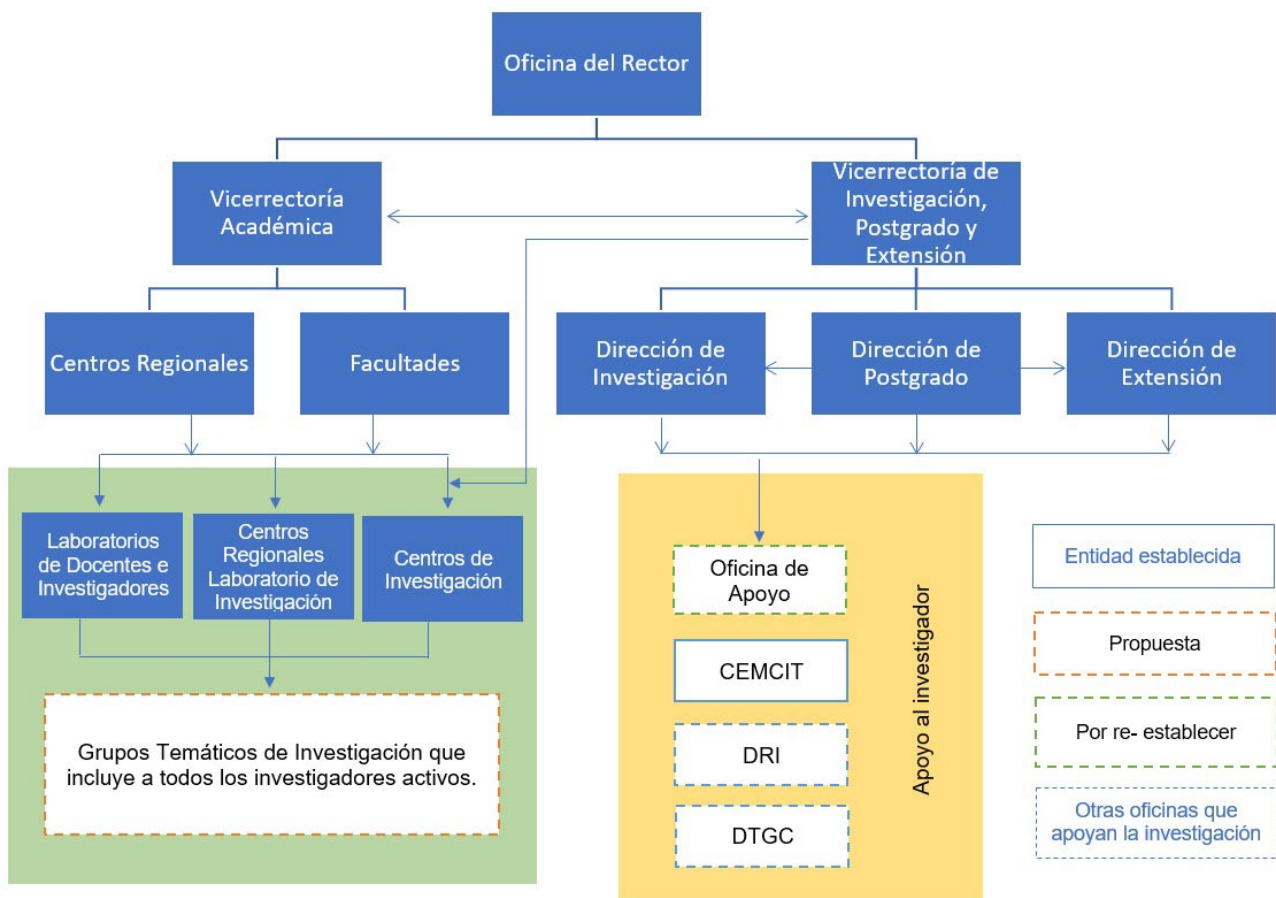 Oficina del Rector
Vicerrectoría
Académica
Vicerrectoría de
Investigación,
Postgrado y
Extensión
Centros Regionales
Facultades
Dirección de
Investigación
Dirección de
Postgrado
Dirección de
Extensión
Laboratorios
de Docentes e
Investigadores
Centros
Regionales
Laboratorio de
Investigación
Centros de
Investigación
Grupos Temáticos de Investigación que
incluye a todos los investigadores activos.
Oficina de
Apoyo
CEMCIT
DRI
DTGC
Apoyo al investigador
Entidad establecida
Propuesta
Por re- establecer
Otras oficinas que
apoyan la investigación